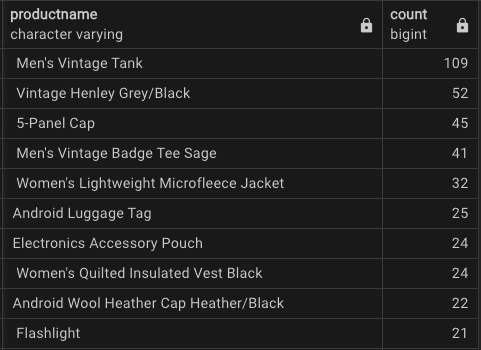 productname count
character varying bigint
Men's Vintage Tank 109
Vintage Henley Grey/Black 52
5-Panel Cap 45
Men's Vintage Badge Tee Sage 41
Women's Lightweight Microfleece Jacket 32
Android Luggage Tag 25
Electronics Accessory Pouch 24
Women's Quilted Insulated Vest Black 24
Android Wool Heather Cap Heather/Black 22
Flashlight 21